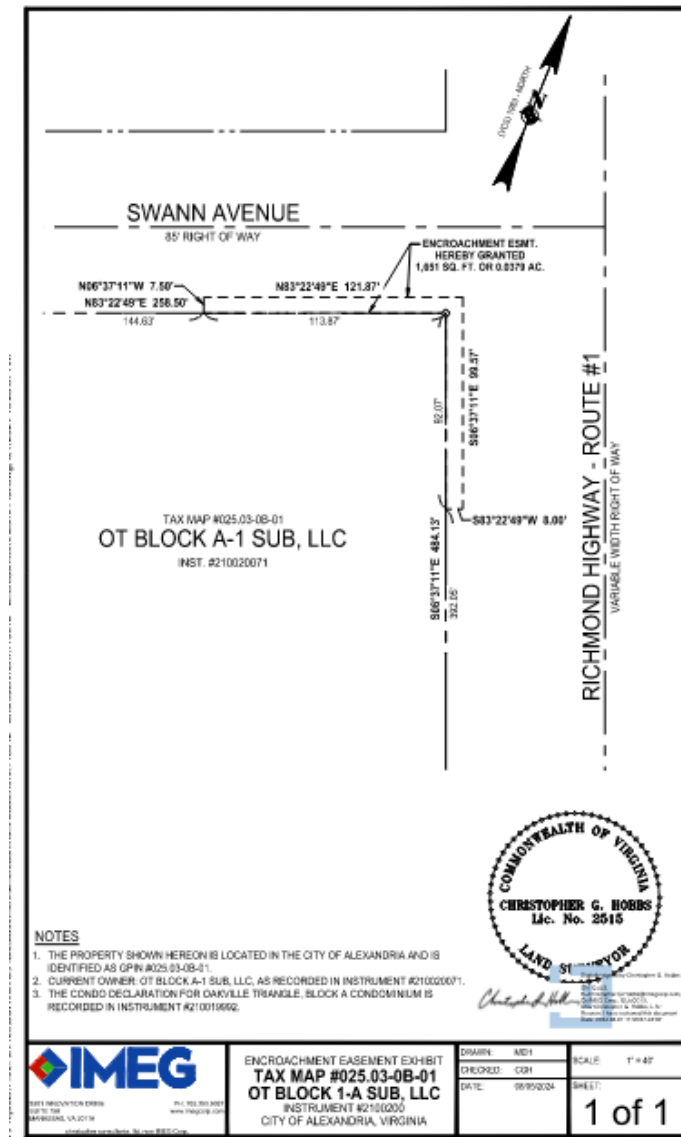 (VCS) 1983 - NORTH
SWANN AVENUE
85' RIGHT OF WAY
ENCROACHMENT ESMT.
HEREBY GRANTED
1,651 SQ. FT. OR 0.0379 AC.
N06°37'11"W 7.50'
N83°22'49"E 121.87'
N83°22'49"E 258.50'
144.63'
113.87'
92.07'
S06°37'11"E 99.57'
S83°22'49"W 8.00'
S06°37'11"E 484.13'
392.06'
RICHMOND HIGHWAY - ROUTE #1
VARIABLE WIDTH RIGHT OF WAY
TAX MAP #025.03-0B-01
OT BLOCK A-1 SUB, LLC
INST. #210020071
COMMONWEALTH OF VIRGINIA
CHRISTOPHER G. HOBBS
Lic. No. 2515
LAND SURVEYOR
NOTES
1. THE PROPERTY SHOWN HEREON IS LOCATED IN THE CITY OF ALEXANDRIA AND IS
IDENTIFIED AS GPIN #025.03-0B-01.
2. CURRENT OWNER: OT BLOCK A-1 SUB, LLC, AS RECORDED IN INSTRUMENT #210020071.
3. THE CONDO DECLARATION FOR OAKVILLE TRIANGLE, BLOCK A CONDOMINIUM IS
RECORDED IN INSTRUMENT #210019992.
IMEG
ENCROACHMENT EASEMENT EXHIBIT
TAX MAP #025.03-0B-01
OT BLOCK 1-A SUB, LLC
INSTRUMENT #2100200
CITY OF ALEXANDRIA, VIRGINIA
DRAWN: MEH
CHECKED: CGH
DATE: 08/05/2024
SCALE: 1" = 40'
SHEET:
1 of 1